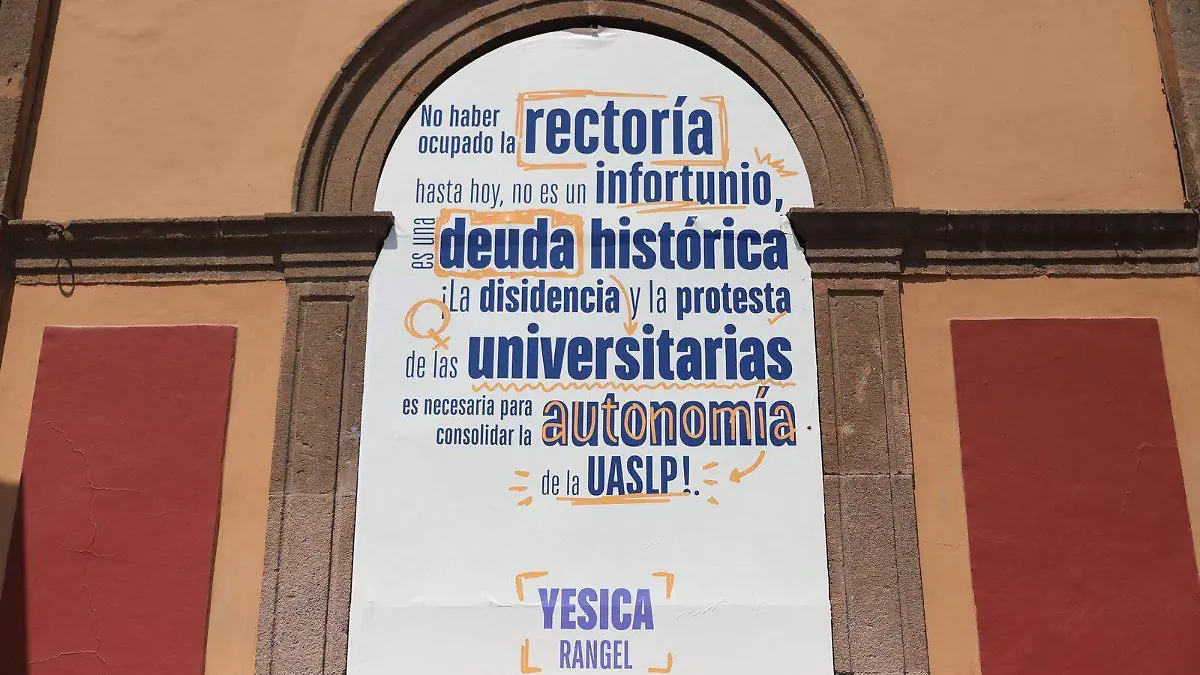 No haber
ocupado la rectoría
hasta hoy, no es un infortunio,
es una deuda histórica
¡La disidencia y la protesta
de las universitarias
es necesaria para
consolidar la autonomía
de la UASLP!.
YESICA
RANGEL